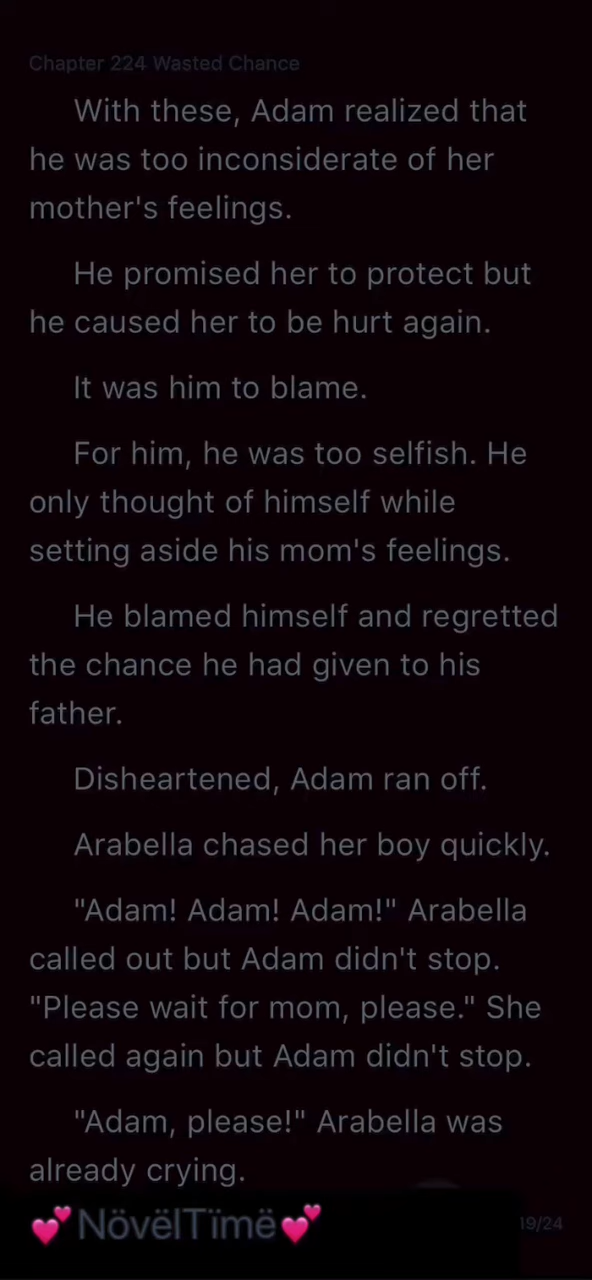 Chapter 224 Wasted Chance
With these, Adam realized that
he was too inconsiderate of her
mother's feelings.
He promised her to protect but
he caused her to be hurt again.
It was him to blame.
For him, he was too selfish. He
only thought of himself while
setting aside his mom's feelings.
He blamed himself and regretted
the chance he had given to his
father.
Disheartened, Adam ran off.
Arabella chased her boy quickly.
"Adam! Adam! Adam!" Arabella
called out but Adam didn't stop.
"Please wait for mom, please." She
called again but Adam didn't stop.
"Adam, please!" Arabella was
already crying.
💕NövëlTïmë💕
19/24